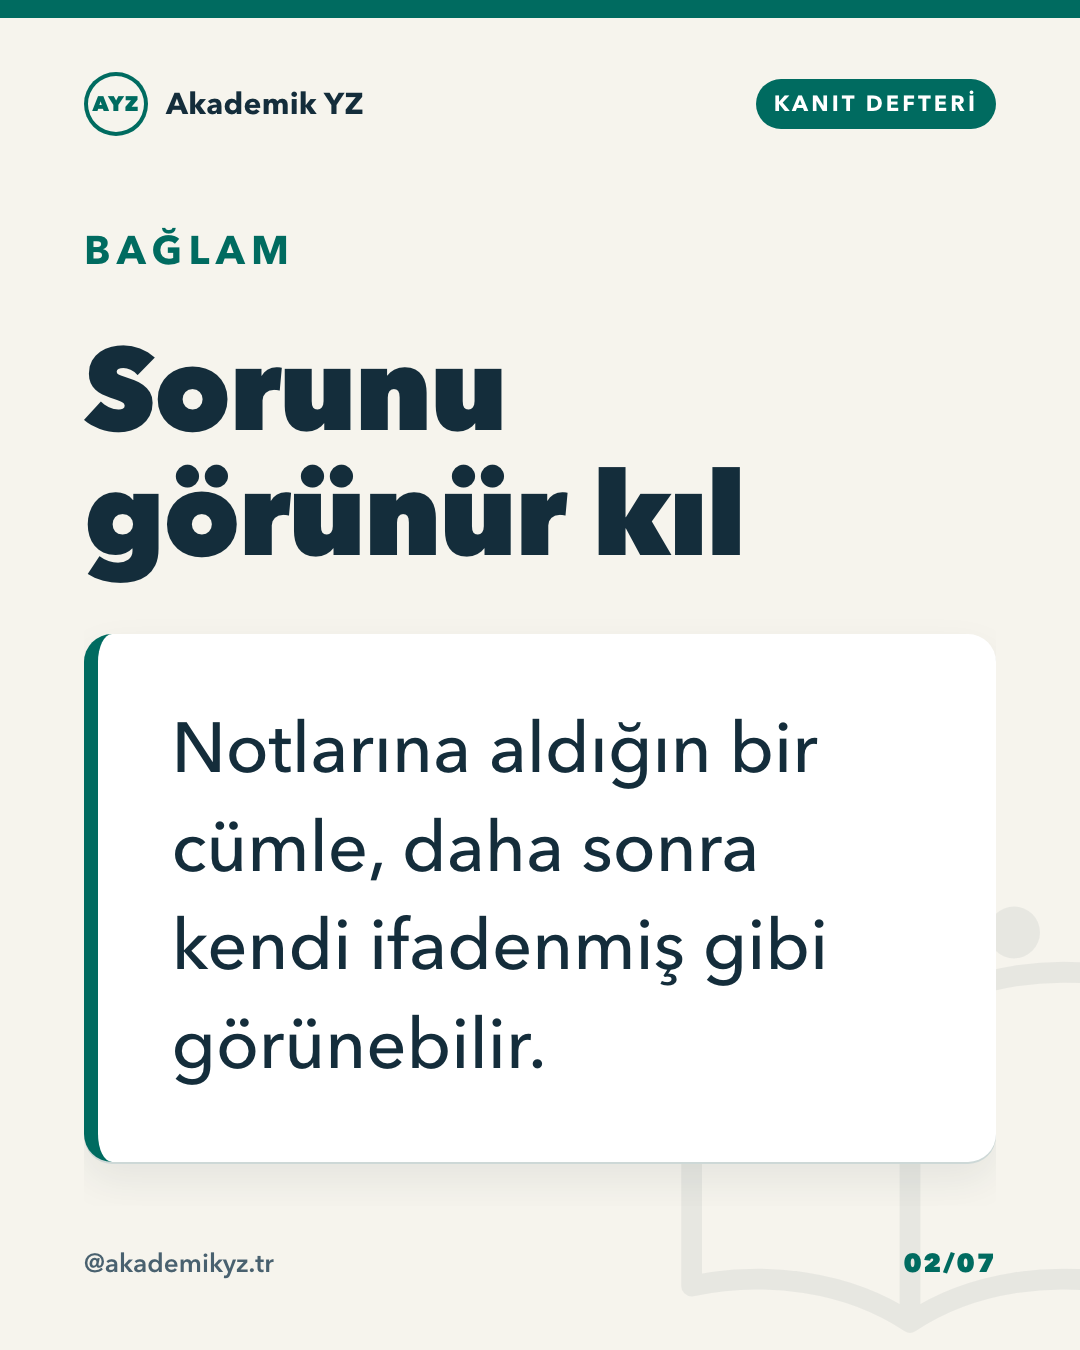 AYZ Akademik YZ
KANIT DEFTERİ
BAĞLAM
Sorunu
görünür kıl
Notlarına aldığın bir
cümle, daha sonra
kendi ifadenmiş gibi
görünebilir.
@akademikyz.tr
02/07